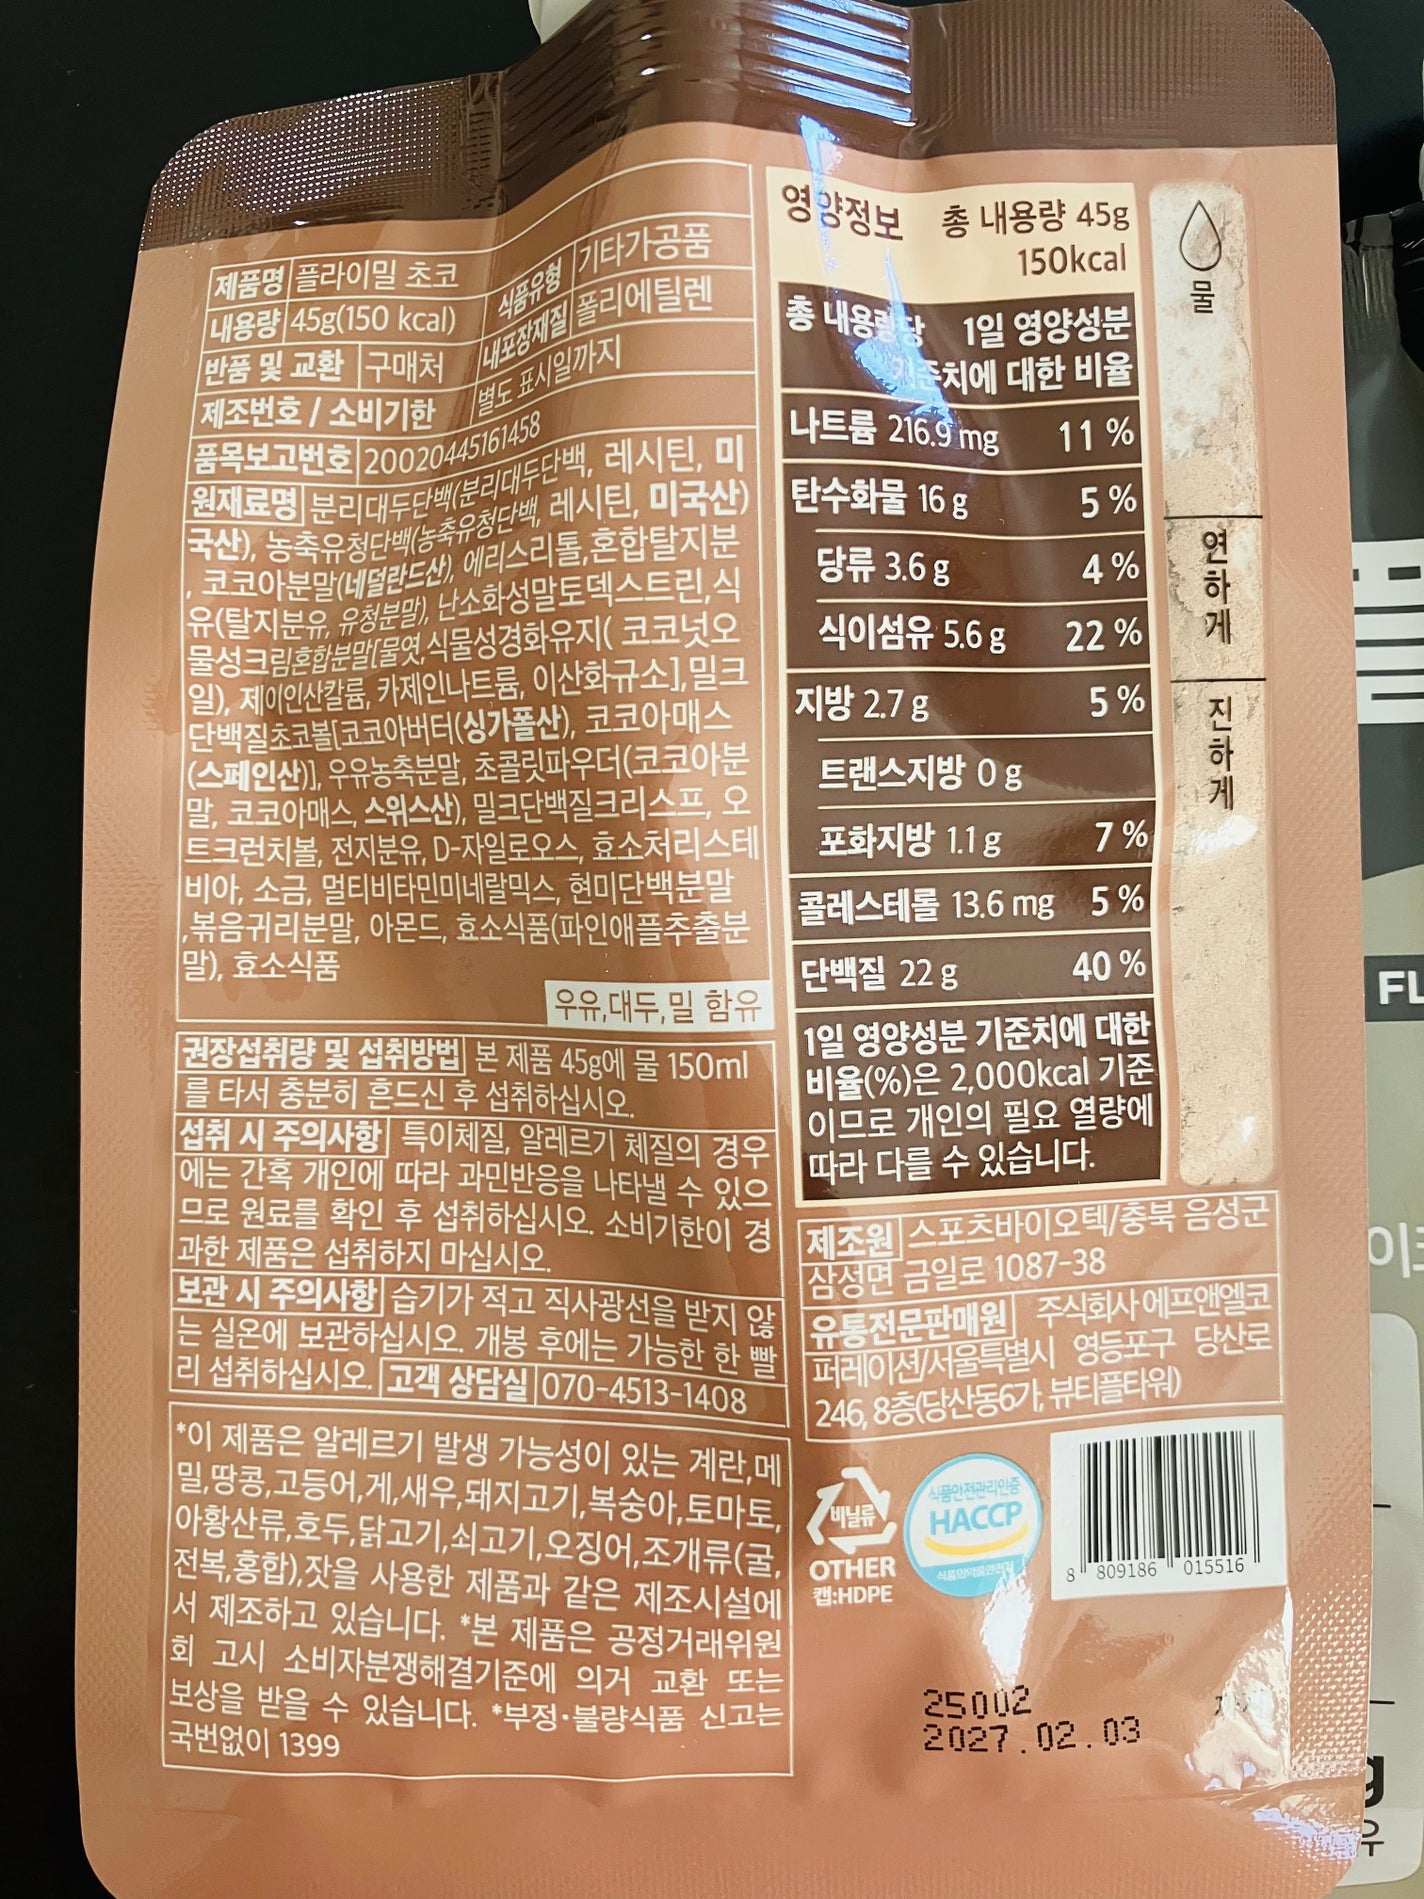 제품명 플라이밀 초코 식품유형 기타가공품
내용량 45g(150 kcal) 내포장재질 폴리에틸렌
반품 및 교환 구매처
제조번호 / 소비기한 별도 표시일까지
품목보고번호 20020445161458
원재료명 분리대두단백(분리대두단백, 레시틴, 미
국산), 농축유청단백(농축유청단백, 레시틴, 미국산)
, 코코아분말(네덜란드산), 에리스리톨,혼합탈지분
유(탈지분유, 유청분말), 난소화성말토덱스트린,식
물성크림혼합분말[물엿,식물성경화유지( 코코넛오
일), 제이인산칼륨, 카제인나트륨, 이산화규소],밀크
단백질초코볼[코코아버터(싱가폴산), 코코아매스
(스페인산)], 우유농축분말, 초콜릿파우더(코코아분
말, 코코아매스, 스위스산), 밀크단백질크리스프, 오
트크런치볼, 전지분유, D-자일로오스, 효소처리스테
비아, 소금, 멀티비타민미네랄믹스, 현미단백분말
,볶음귀리분말, 아몬드, 효소식품(파인애플추출분
말), 효소식품
우유,대두,밀 함유
권장섭취량 및 섭취방법 본 제품 45g에 물 150ml
를 타서 충분히 흔드신 후 섭취하십시오.
섭취 시 주의사항 특이체질, 알레르기 체질의 경우
에는 간혹 개인에 따라 과민반응을 나타낼 수 있으
므로 원료를 확인 후 섭취하십시오. 소비기한이 경
과한 제품은 섭취하지 마십시오.
보관 시 주의사항 습기가 적고 직사광선을 받지 않
는 실온에 보관하십시오. 개봉 후에는 가능한 한 빨
리 섭취하십시오. 고객 상담실 070-4513-1408
*이 제품은 알레르기 발생 가능성이 있는 계란,메
밀,땅콩,고등어,게,새우,돼지고기,복숭아,토마토,
아황산류,호두,닭고기,쇠고기,오징어,조개류(굴,
전복,홍합),잣을 사용한 제품과 같은 제조시설에
서 제조하고 있습니다. *본 제품은 공정거래위원
회 고시 소비자분쟁해결기준에 의거 교환 또는
보상을 받을 수 있습니다. *부정·불량식품 신고는
국번없이 1399
영양정보 총 내용량 45g
150kcal
총 내용량당 1일 영양성분
기준치에 대한 비율
나트륨 216.9 mg 11 %
탄수화물 16 g 5 %
당류 3.6 g 4 %
식이섬유 5.6 g 22 %
지방 2.7 g 5 %
트랜스지방 0 g
포화지방 1.1 g 7 %
콜레스테롤 13.6 mg 5 %
단백질 22 g 40 %
1일 영양성분 기준치에 대한
비율(%)은 2,000kcal 기준
이므로 개인의 필요 열량에
따라 다를 수 있습니다.
물
연하게
진하게
제조원 스포츠바이오텍/충북 음성군
삼성면 금일로 1087-38
유통전문판매원 주식회사 에프앤엘코
퍼레이션/서울특별시 영등포구 당산로
246, 8층(당산동6가, 뷰티플타워)
비닐류
OTHER
캡:HDPE
식품안전관리인증
HACCP
8 809186 015516
25002
2027.02.03
FL
g
우